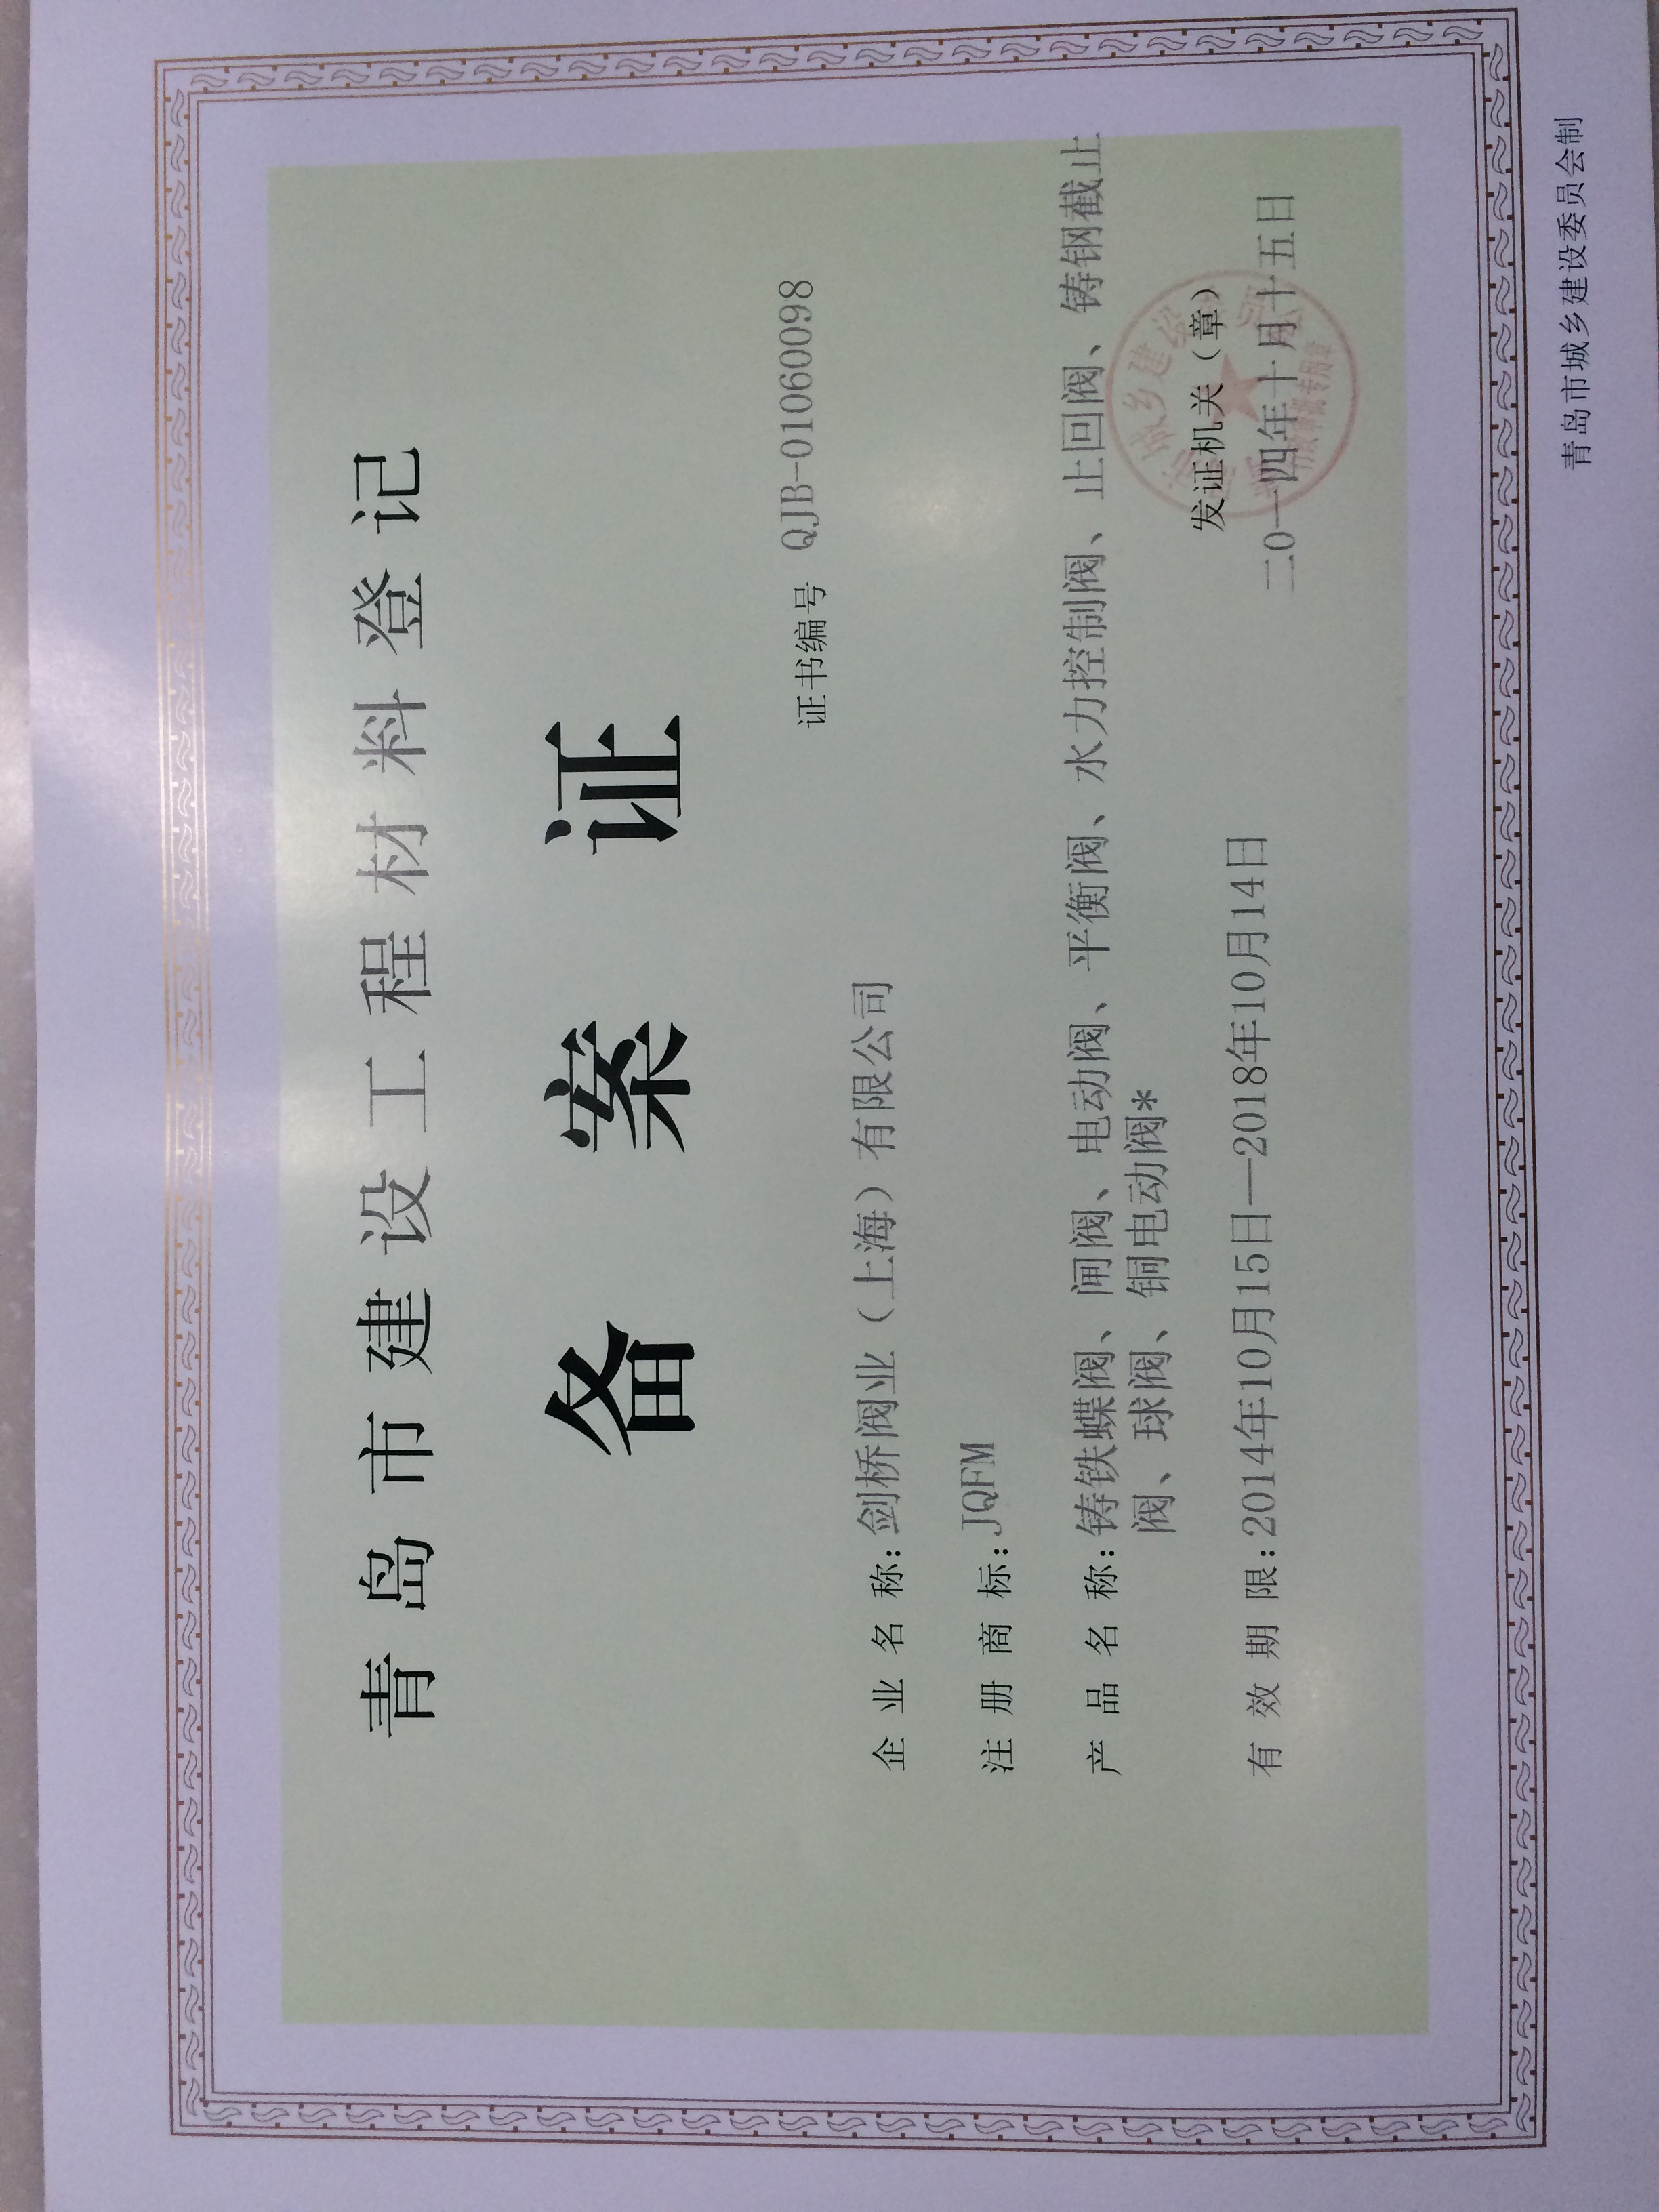 青岛市建设工程材料登记
备案证
证书编号 QJB-01060098
企业名称:剑桥阀业（上海）有限公司
注册商标:JQFM
产品名称:铸铁蝶阀、闸阀、电动阀、平衡阀、水力控制阀、止回阀、铸钢截止
阀、球阀、铜电动阀*
发证机关（章）
有效期限:2014年10月15日—2018年10月14日
二0一四年十月十五日
青岛市城乡建设委员会制